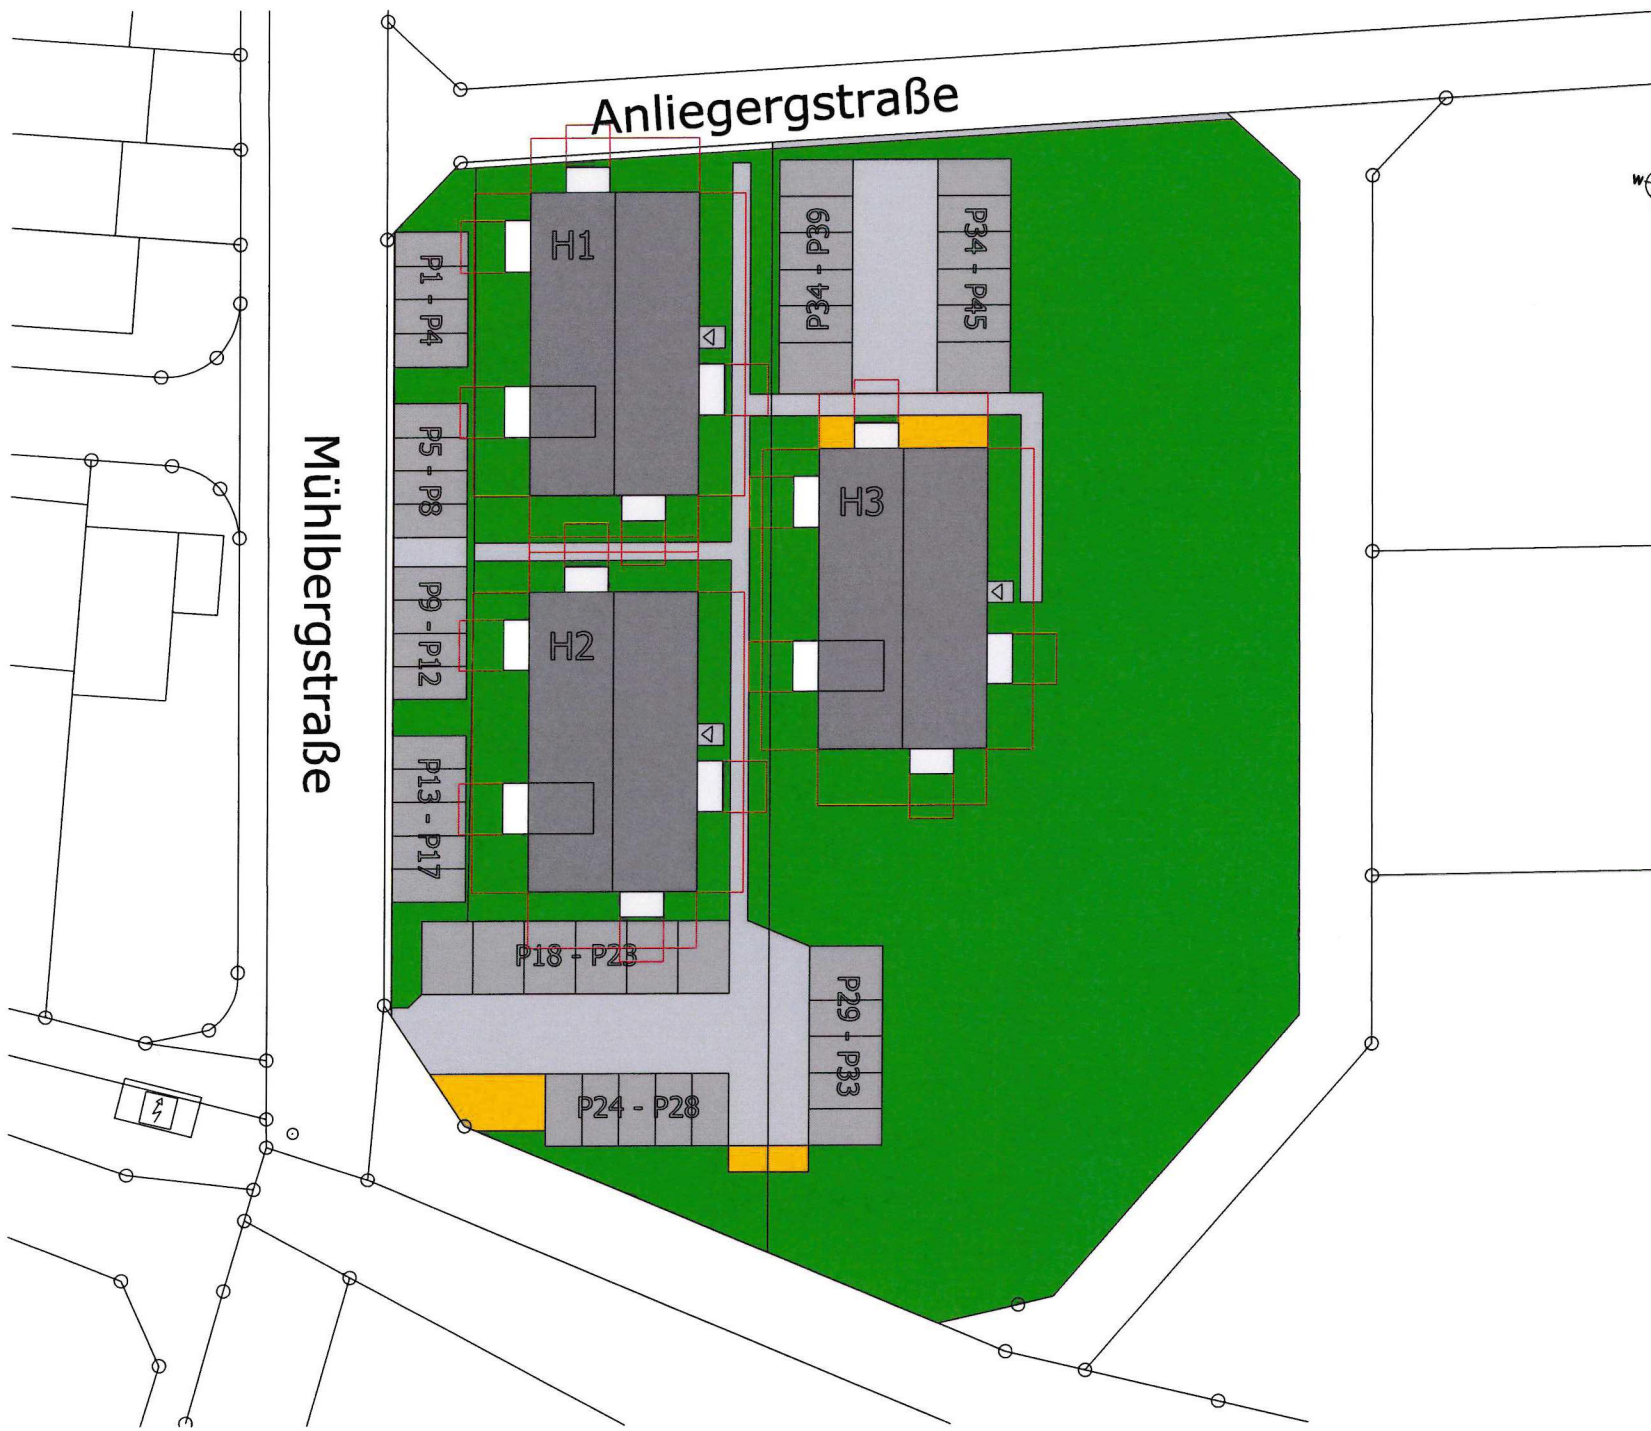 Anliegergstraße
W
H1
P1 - P4
P34 - P39
P34 - P45
Mühlbergstraße
P5 - P8
H3
P9 - P12
H2
P13 - P17
P18 - P23
P29 - P33
P24 - P28